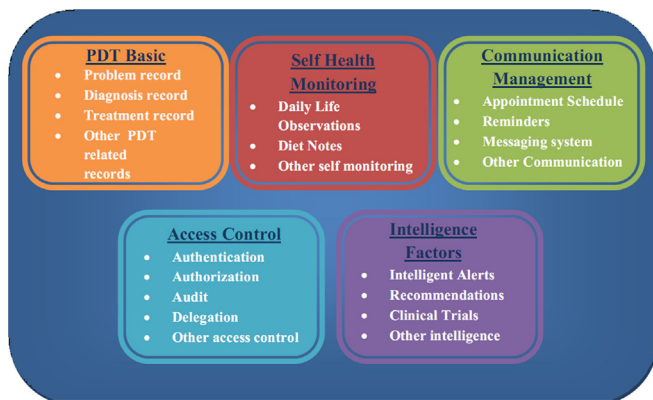 PDT Basic
• Problem record
• Diagnosis record
• Treatment record
• Other PDT
related
records
Self Health
Monitoring
• Daily Life
Observations
• Diet Notes
• Other self monitoring
Communication
Management
• Appointment Schedule
• Reminders
• Messaging system
• Other Communication
Access Control
• Authentication
• Authorization
• Audit
• Delegation
• Other access control
Intelligence
Factors
• Intelligent Alerts
• Recommendations
• Clinical Trials
• Other intelligence